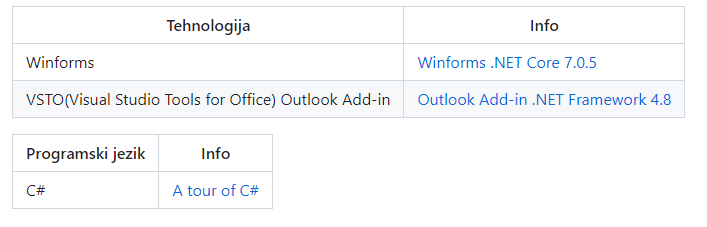 Tehnologija Info
Winforms Winforms .NET Core 7.0.5
VSTO(Visual Studio Tools for Office) Outlook Add-in Outlook Add-in .NET Framework 4.8
Programski jezik Info
C# A tour of C#